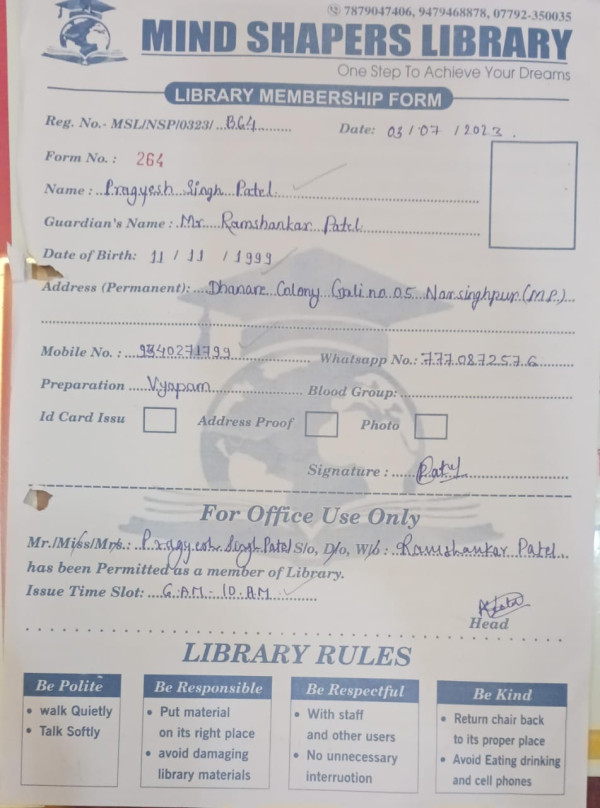 7879047406, 9479468878, 07792-350035
MIND SHAPERS LIBRARY
One Step To Achieve Your Dreams
LIBRARY MEMBERSHIP FORM
Reg. No.- MSL/NSP/0323/ B64 Date: 03/07/2023.
Form No.: 264
Name: Pragyesh Singh Patel
Guardian's Name: Mr. Ramshankar Patel
Date of Birth: 11/11/1999
Address (Permanent): Dhanare Colony Gali no 05 Narsinghpur (M.P.)
Mobile No.: 9340271799 Whatsapp No.: 7770872576
Preparation Vyapam Blood Group:
Id Card Issu Address Proof Photo
Signature: Patel
For Office Use Only
Mr./Miss/Mrs.: Pragyesh Singh Patel S/o, D/o, W/o: Ramshankar Patel
has been Permitted as a member of Library.
Issue Time Slot: 6 A.M - 10 A.M
Head
LIBRARY RULES
Be Polite Be Responsible Be Respectful Be Kind
• walk Quietly • Put material • With staff • Return chair back
• Talk Softly on its right place and other users to its proper place
• avoid damaging • No unnecessary • Avoid Eating drinking
library materials interruotion and cell phones